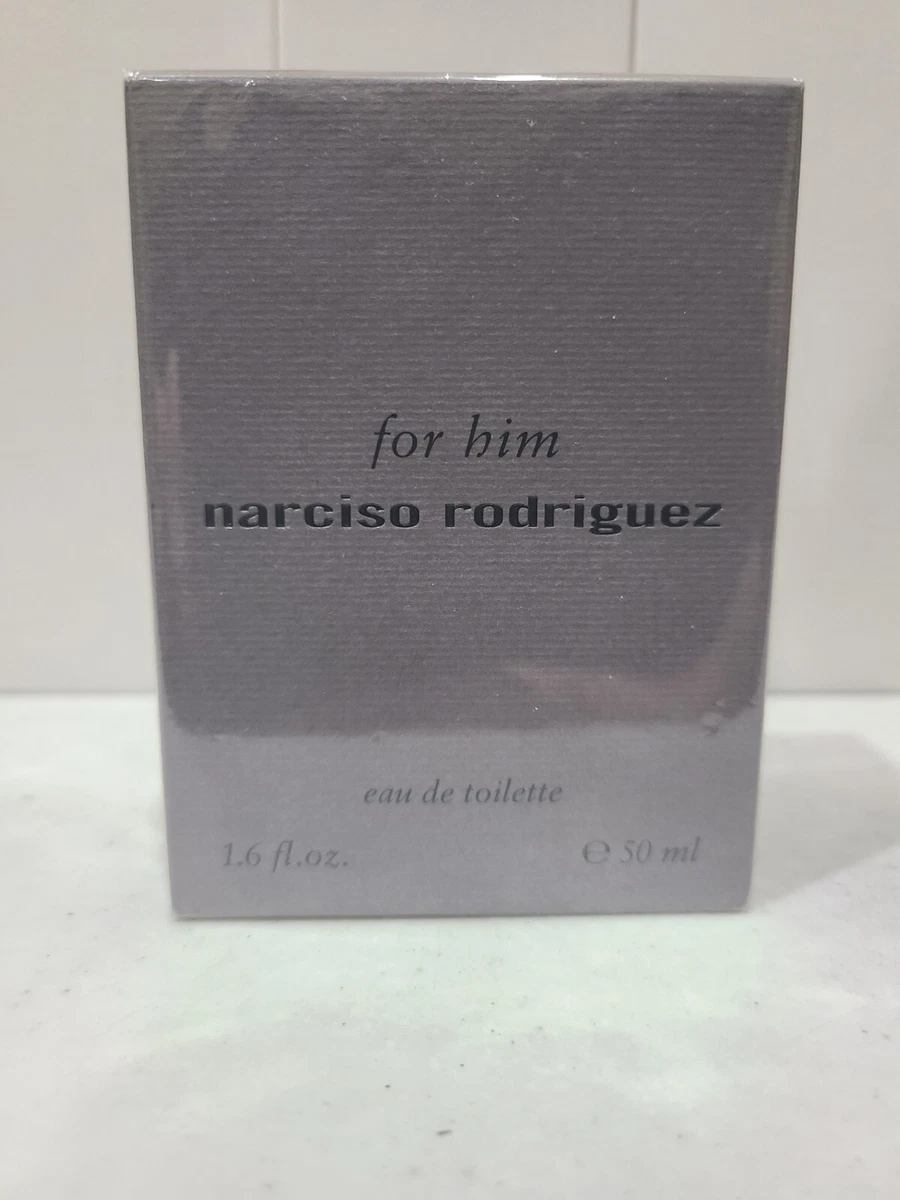 for him
narciso rodriguez
eau de toilette
1.6 fl.oz.
℮ 50 ml